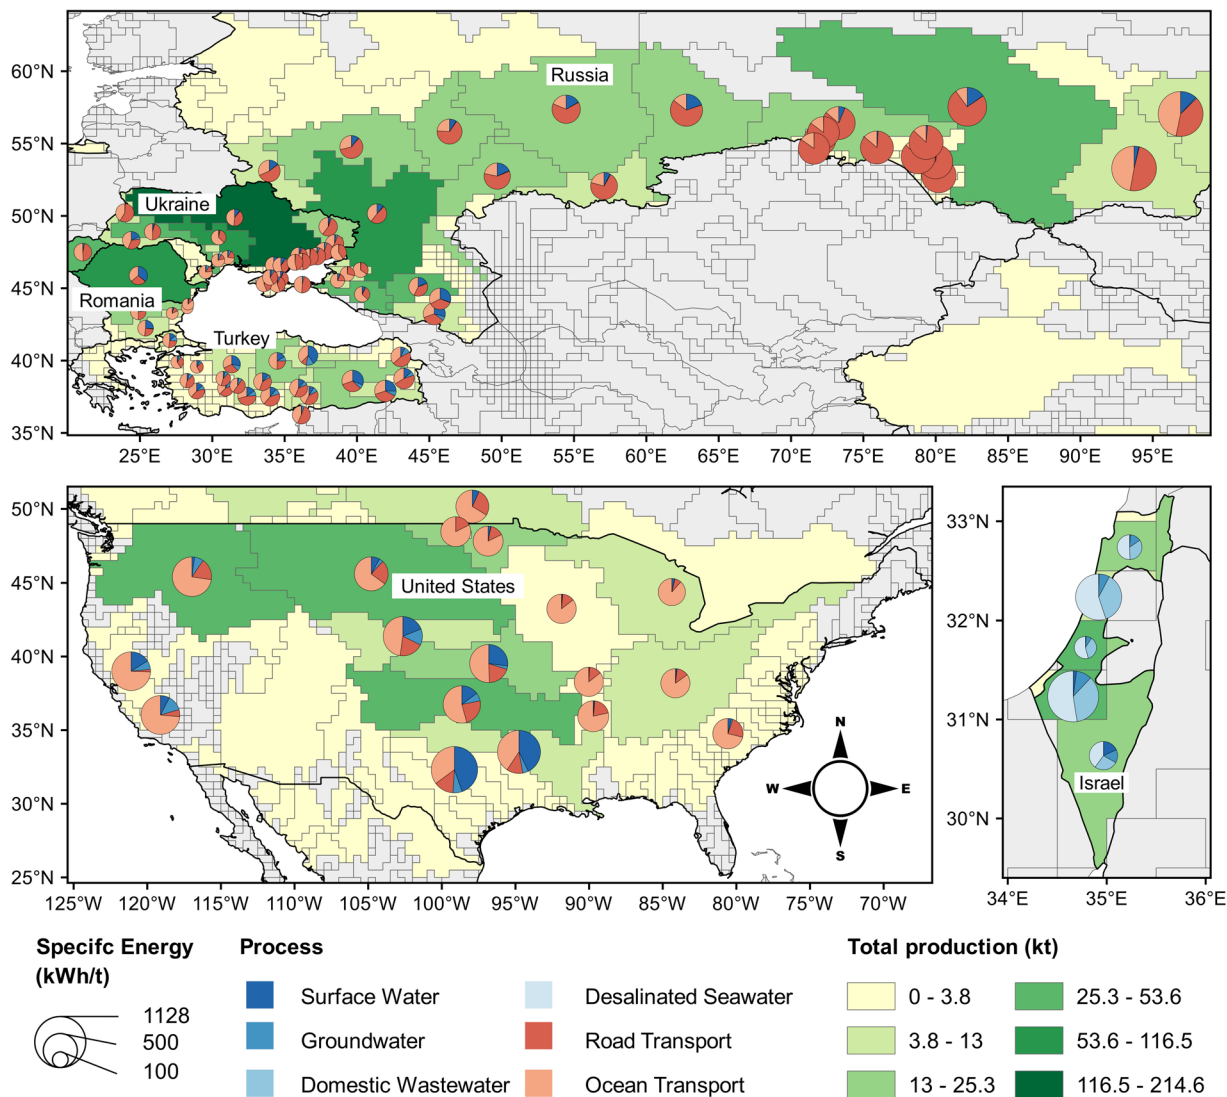 60°N
55°N
50°N
45°N
40°N
35°N
Russia
Ukraine
Romania
Turkey
25°E 30°E 35°E 40°E 45°E 50°E 55°E 60°E 65°E 70°E 75°E 80°E 85°E 90°E 95°E
50°N
45°N
40°N
35°N
30°N
25°N
United States
N
W E
S
125°W 120°W 115°W 110°W 105°W 100°W 95°W 90°W 85°W 80°W 75°W 70°W
33°N
32°N
31°N
30°N
Israel
34°E 35°E 36°E
Specifc Energy
(kWh/t)
1128
500
100
Process
Surface Water
Groundwater
Domestic Wastewater
Desalinated Seawater
Road Transport
Ocean Transport
Total production (kt)
0 - 3.8
3.8 - 13
13 - 25.3
25.3 - 53.6
53.6 - 116.5
116.5 - 214.6